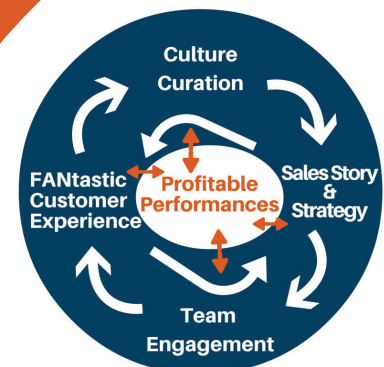 Culture
Curation
FANtastic
Customer
Experience
Profitable
Performances
Sales Story
&
Strategy
Team
Engagement